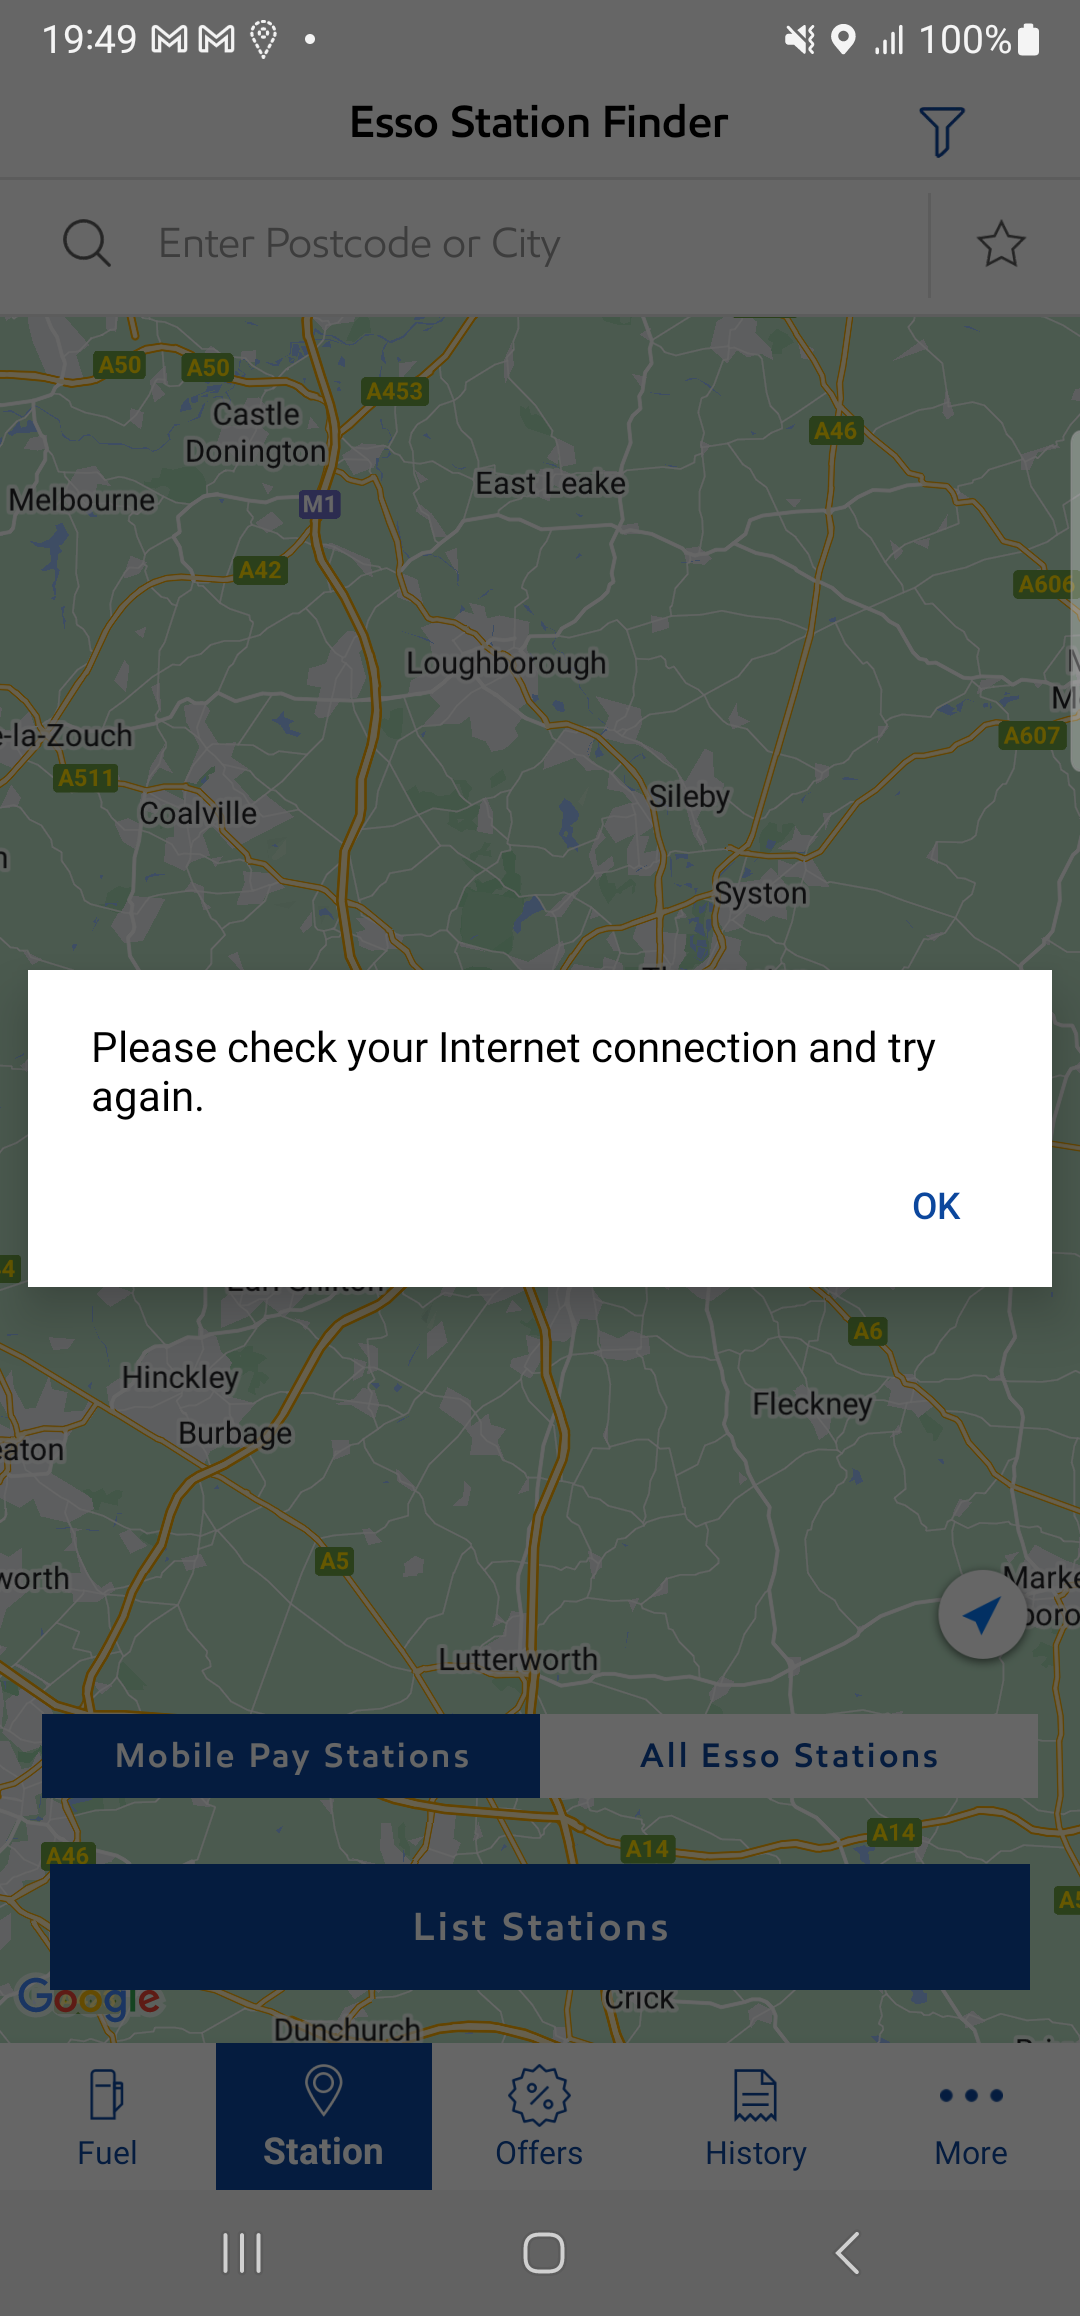 19:49
100%
Esso Station Finder
Enter Postcode or City
A50
A50
A453
Castle
Donington
A46
East Leake
Melbourne
M1
A42
A606
Loughborough
e-la-Zouch
A607
A511
Sileby
Coalville
Syston
Please check your Internet connection and try
again.
OK
A6
Hinckley
Fleckney
Burbage
eaton
A5
worth
Marke
boro
Lutterworth
Mobile Pay Stations
All Esso Stations
A14
A14
A46
List Stations
Google
Crick
Dunchurch
Fuel
Station
Offers
History
More